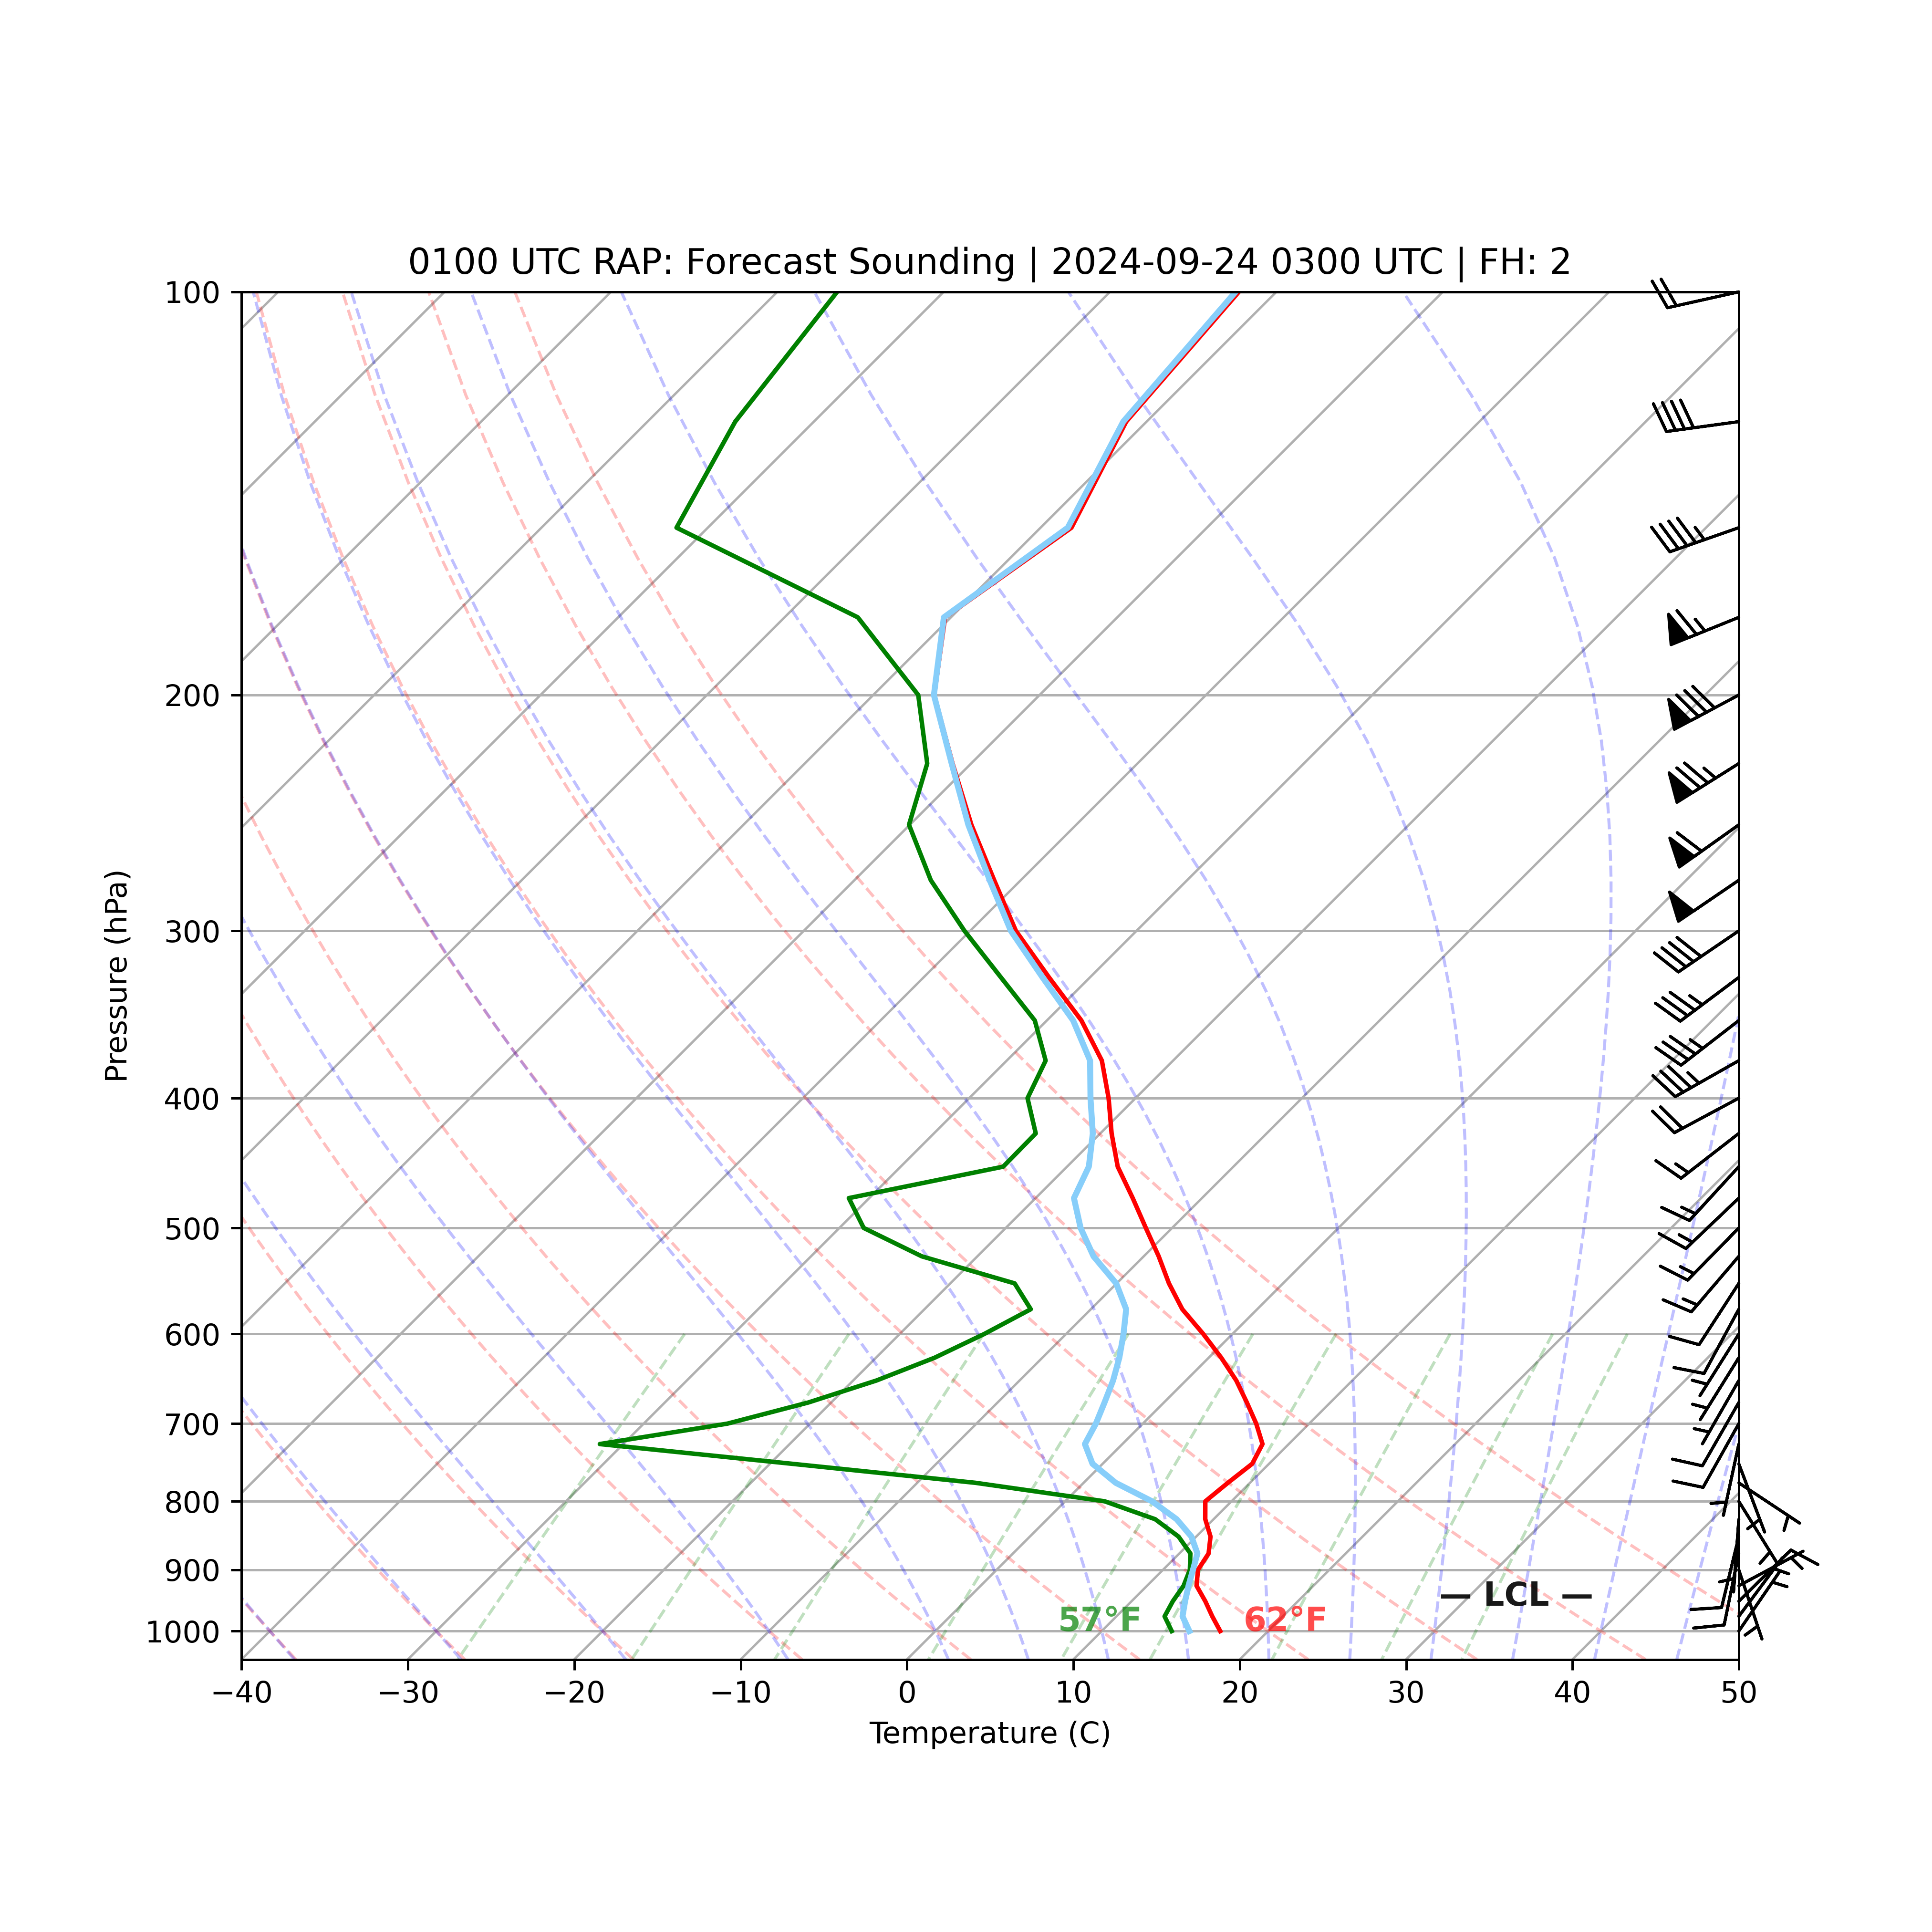 0100 UTC RAP: Forecast Sounding | 2024-09-24 0300 UTC | FH: 2
100
200
300
400
500
600
700
800
900
1000
Pressure (hPa)
— LCL —
57°F 62°F
−40 −30 −20 −10 0 10 20 30 40 50
Temperature (C)